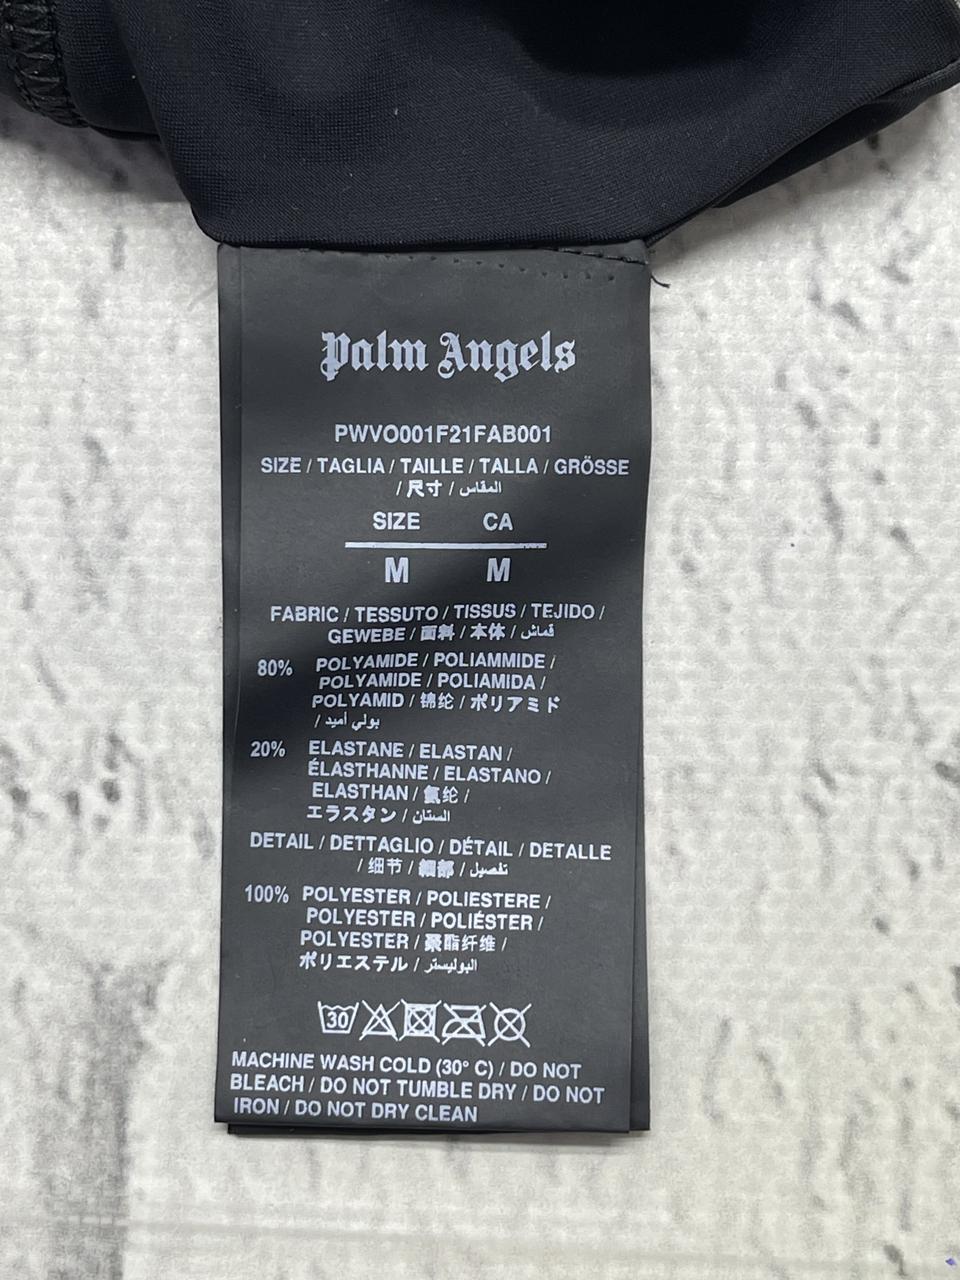 Palm Angels
PWVO001F21FAB001
SIZE / TAGLIA / TAILLE / TALLA / GRÖSSE
/ 尺寸 / المقاس
SIZE CA
M M
FABRIC / TESSUTO / TISSUS / TEJIDO /
GEWEBE / 面料 / 本体 / قماش
80% POLYAMIDE / POLIAMMIDE /
POLYAMIDE / POLIAMIDA /
POLYAMID / 锦纶 / ポリアミド
/ بولي أميد
20% ELASTANE / ELASTAN /
ÉLASTHANNE / ELASTANO /
ELASTHAN / 氨纶 /
エラスタン / الستان
DETAIL / DETTAGLIO / DÉTAIL / DETALLE
/ 细节 / 細部 / تفصيل
100% POLYESTER / POLIESTERE /
POLYESTER / POLIÉSTER /
POLYESTER / 聚酯纤维 /
ポリエステル / البوليستر
30
MACHINE WASH COLD (30° C) / DO NOT
BLEACH / DO NOT TUMBLE DRY / DO NOT
IRON / DO NOT DRY CLEAN